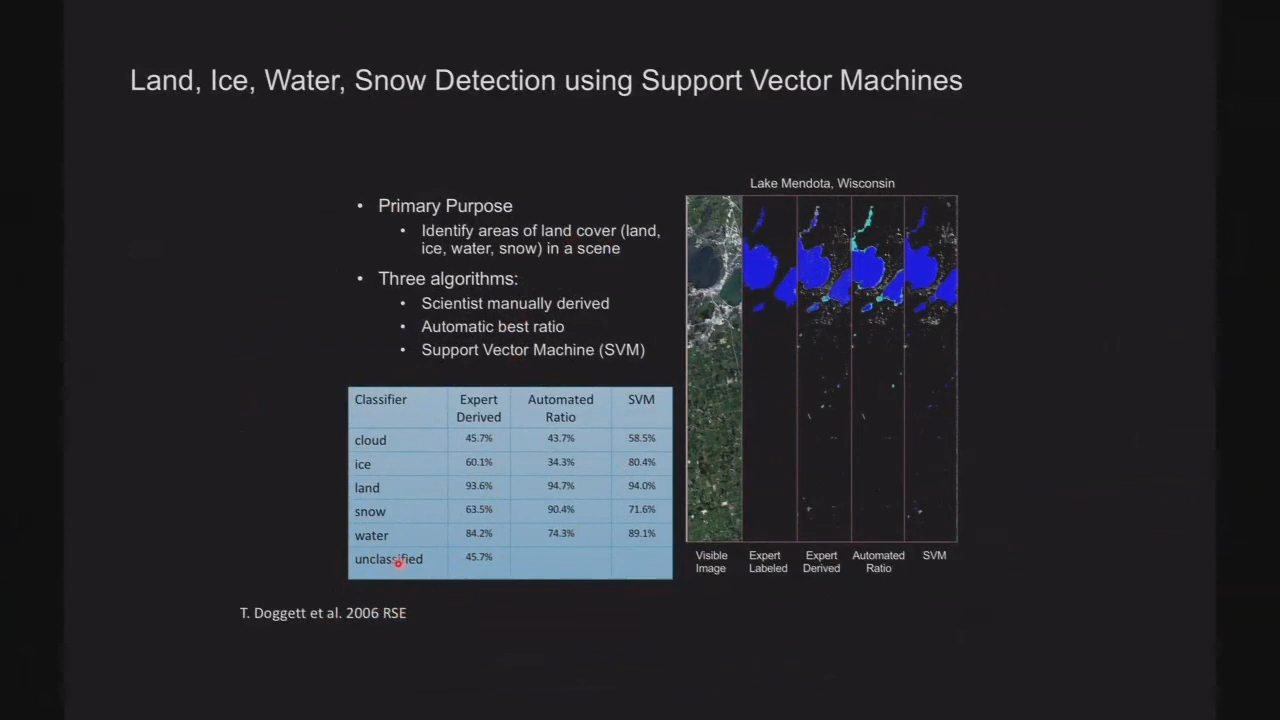 Land, Ice, Water, Snow Detection using Support Vector Machines
• Primary Purpose
• Identify areas of land cover (land,
ice, water, snow) in a scene
• Three algorithms:
• Scientist manually derived
• Automatic best ratio
• Support Vector Machine (SVM)
Classifier Expert Derived Automated Ratio SVM
cloud 45.7% 43.7% 58.5%
ice 60.1% 34.3% 80.4%
land 93.6% 94.7% 94.0%
snow 63.5% 90.4% 71.6%
water 84.2% 74.3% 89.1%
unclassified 45.7%
Lake Mendota, Wisconsin
Visible Image
Expert Labeled
Expert Derived
Automated Ratio
SVM
T. Doggett et al. 2006 RSE